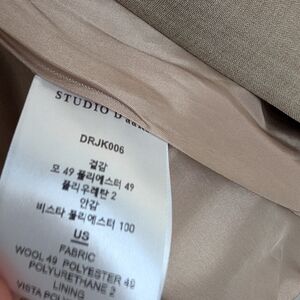 STUDIO
DRJK006
겉감
모 49 폴리에스터 49
폴리우레탄 2
안감
비스타 폴리에스터 100
US
FABRIC
WOOL 49 POLYESTER 49
POLYURETHANE 2
LINING
VISTA